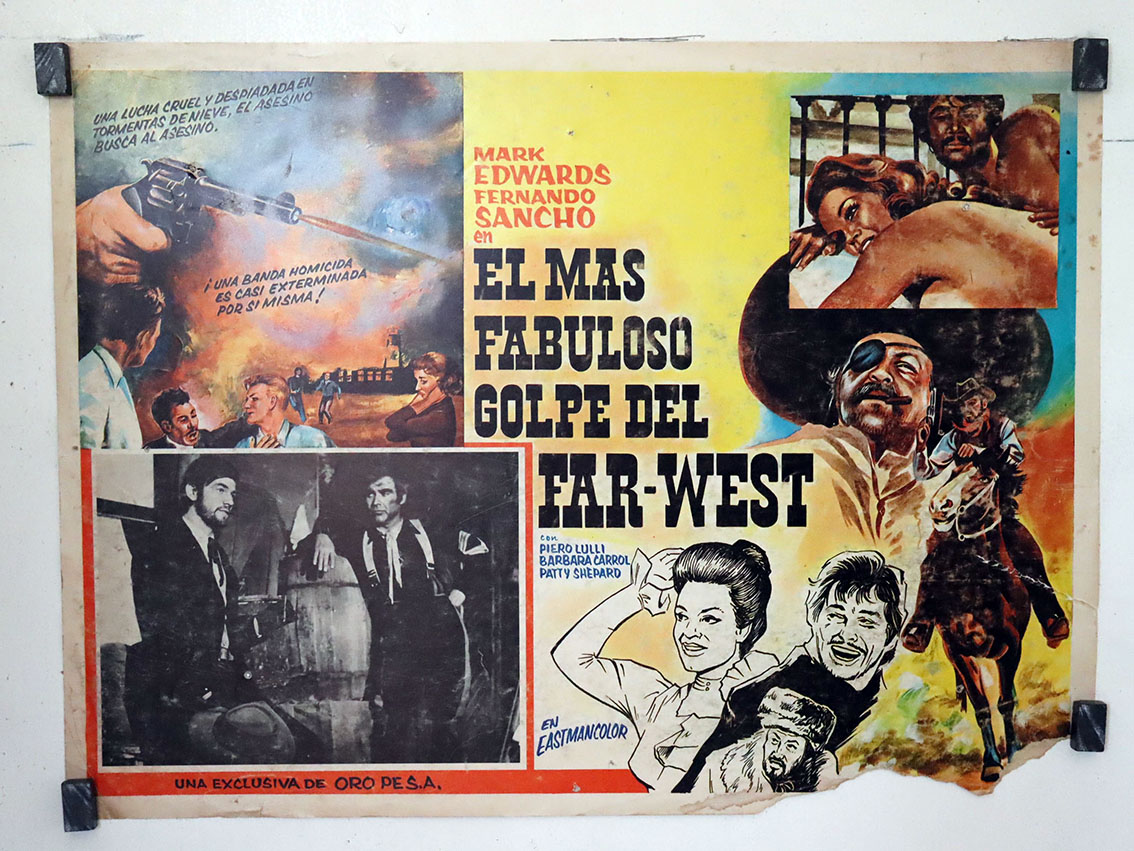 UNA LUCHA CRUEL Y DESPIADADA EN
TORMENTAS DE NIEVE, EL ASESINO
BUSCA AL ASESINO.
¡UNA BANDA HOMICIDA
ES CASI EXTERMINADA
POR SI MISMA!
MARK
EDWARDS
FERNANDO
SANCHO
en
EL MAS
FABULOSO
GOLPE DEL
FAR-WEST
con
PIERO LULLI
BARBARA CARROL
PATTY SHEPARD
EN
EASTMANCOLOR
UNA EXCLUSIVA DE ORO PE S.A.